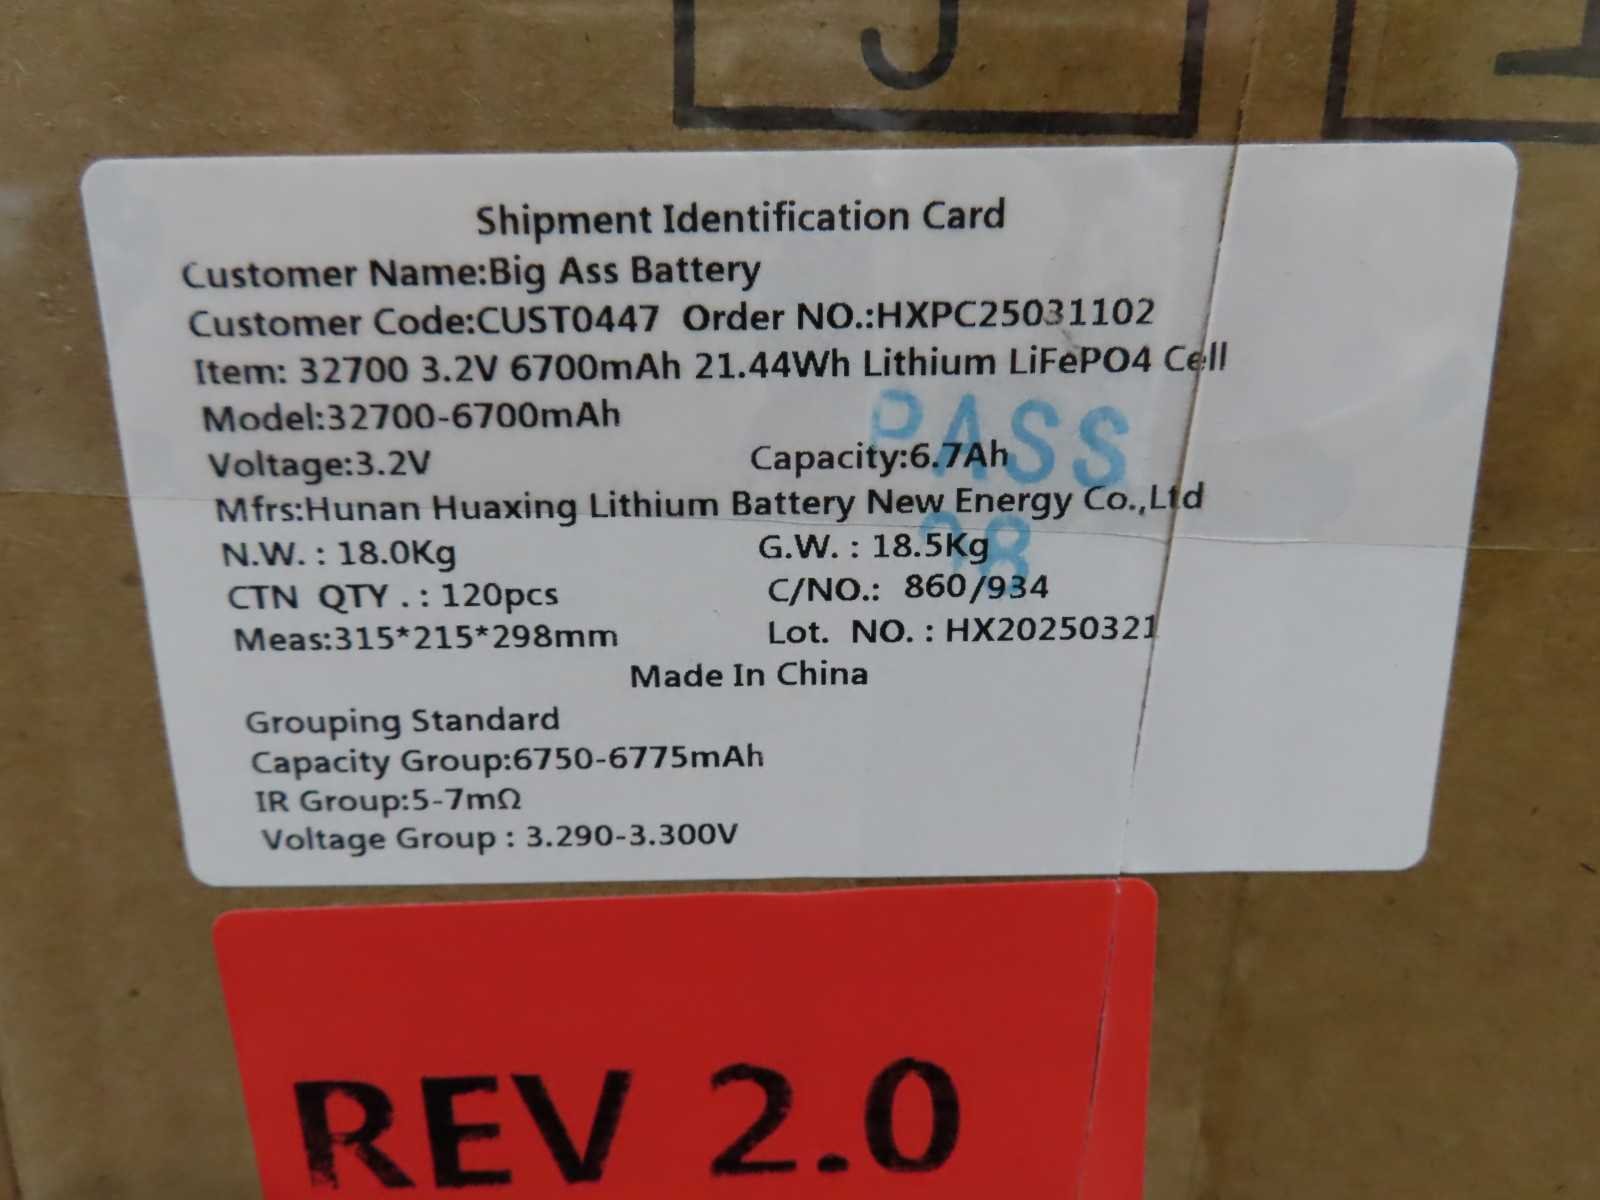 Shipment Identification Card
Customer Name:Big Ass Battery
Customer Code:CUST0447 Order NO.:HXPC25031102
Item: 32700 3.2V 6700mAh 21.44Wh Lithium LiFePO4 Cell
Model:32700-6700mAh
PASS
Voltage:3.2V Capacity:6.7Ah
Mfrs:Hunan Huaxing Lithium Battery New Energy Co.,Ltd
N.W. : 18.0Kg G.W. : 18.5Kg
CTN QTY . : 120pcs C/NO.: 860/934
Meas:315*215*298mm Lot. NO. : HX20250321
Made In China
Grouping Standard
Capacity Group:6750-6775mAh
IR Group:5-7mΩ
Voltage Group : 3.290-3.300V
REV 2.0